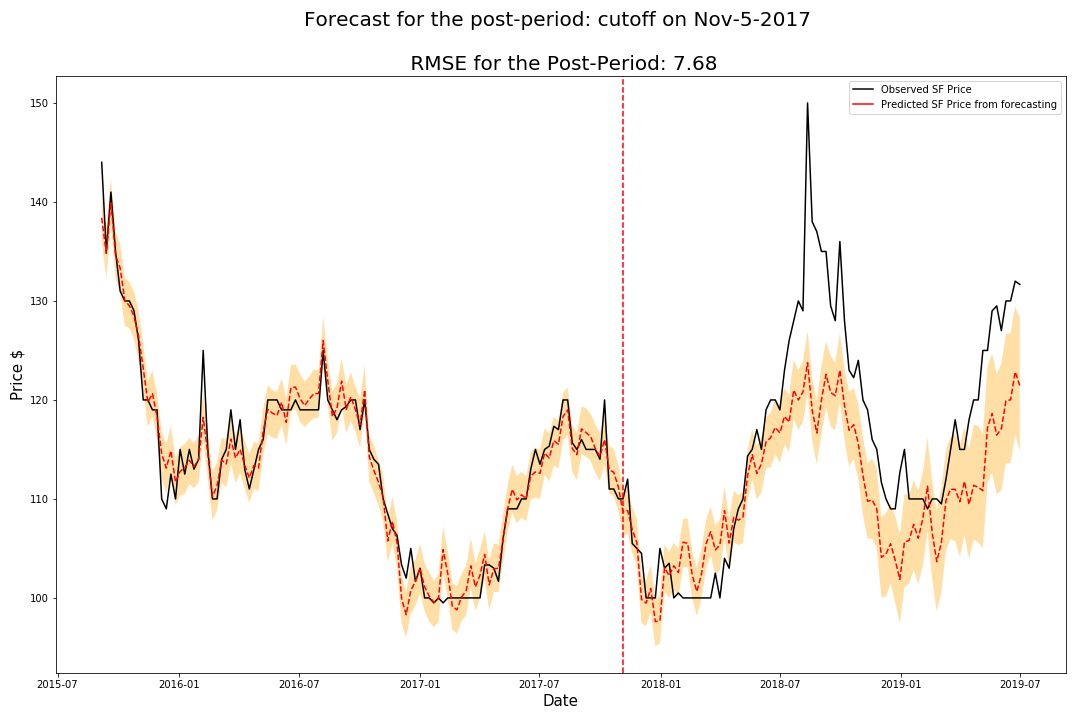 Forecast for the post-period: cutoff on Nov-5-2017
RMSE for the Post-Period: 7.68
Observed SF Price
Predicted SF Price from forecasting
Price $
150
140
130
120
110
100
2015-07 2016-01 2016-07 2017-01 2017-07 2018-01 2018-07 2019-01 2019-07
Date